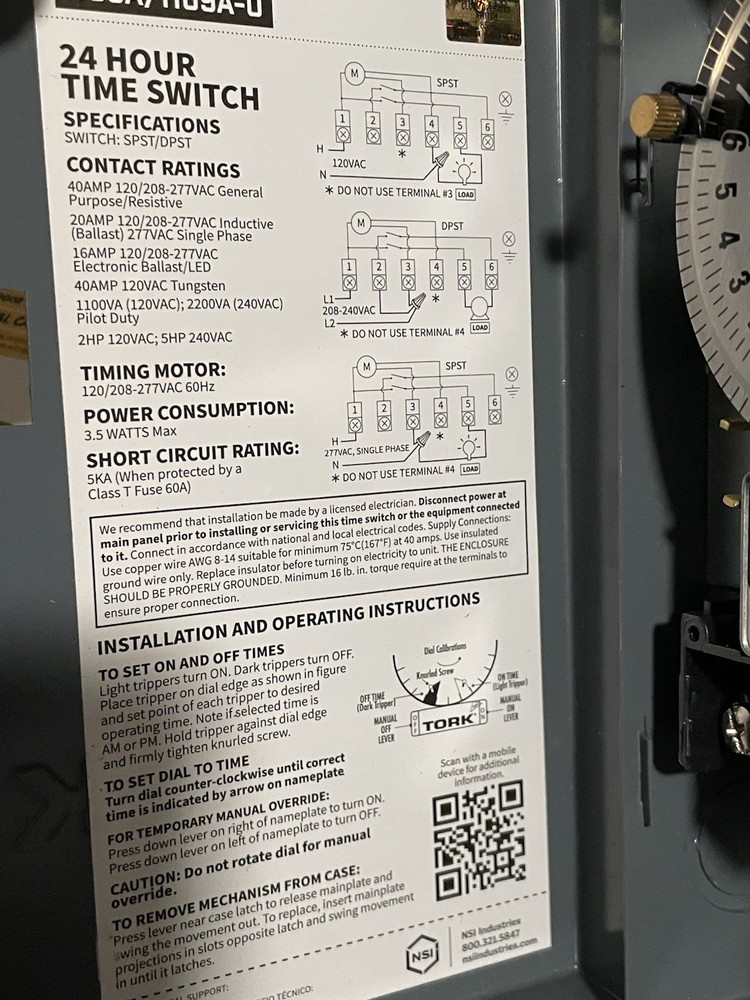 /1109A-U
24 HOUR
TIME SWITCH
SPECIFICATIONS
SWITCH: SPST/DPST
CONTACT RATINGS
40AMP 120/208-277VAC General
Purpose/Resistive
20AMP 120/208-277VAC Inductive
(Ballast) 277VAC Single Phase
16AMP 120/208-277VAC
Electronic Ballast/LED
40AMP 120VAC Tungsten
1100VA (120VAC); 2200VA (240VAC)
Pilot Duty
2HP 120VAC; 5HP 240VAC
TIMING MOTOR:
120/208-277VAC 60Hz
POWER CONSUMPTION:
3.5 WATTS Max
SHORT CIRCUIT RATING:
5KA (When protected by a
Class T Fuse 60A)
M
SPST
1 2 3 4 5 6
H
120VAC
N
*
* DO NOT USE TERMINAL #3
LOAD
M
DPST
1 2 3 4 5 6
L1
208-240VAC
L2
*
* DO NOT USE TERMINAL #4
LOAD
M
SPST
1 2 3 4 5 6
H
277VAC, SINGLE PHASE
N
*
* DO NOT USE TERMINAL #4
LOAD
We recommend that installation be made by a licensed electrician. Disconnect power at
main panel prior to installing or servicing this time switch or the equipment connected
to it. Connect in accordance with national and local electrical codes. Supply Connections:
Use copper wire AWG 8-14 suitable for minimum 75°C(167°F) at 40 amps. Use insulated
ground wire only. Replace insulator before turning on electricity to unit. THE ENCLOSURE
SHOULD BE PROPERLY GROUNDED. Minimum 16 lb. in. torque require at the terminals to
ensure proper connection.
INSTALLATION AND OPERATING INSTRUCTIONS
TO SET ON AND OFF TIMES
Light trippers turn ON. Dark trippers turn OFF.
Place tripper on dial edge as shown in figure
and set point of each tripper to desired
operating time. Note if selected time is
AM or PM. Hold tripper against dial edge
and firmly tighten knurled screw.
TO SET DIAL TO TIME
Turn dial counter-clockwise until correct
time is indicated by arrow on nameplate
FOR TEMPORARY MANUAL OVERRIDE:
Press down lever on right of nameplate to turn ON.
Press down lever on left of nameplate to turn OFF.
CAUTION: Do not rotate dial for manual
override.
TO REMOVE MECHANISM FROM CASE:
Press lever near case latch to release mainplate and
swing the movement out. To replace, insert mainplate
projections in slots opposite latch and swing movement
in until it latches.
Dial Calibrations
Knurled Screw
OFF TIME
(Dark Tripper)
ON TIME
(Light Tripper)
MANUAL
OFF
LEVER
TORK
MANUAL
ON
LEVER
Scan with a mobile
device for additional
information.
NSI
NSI Industries
800.321.5847
nsiindustries.com
SUPPORT:
TÉCNICO:
6
5
4
3